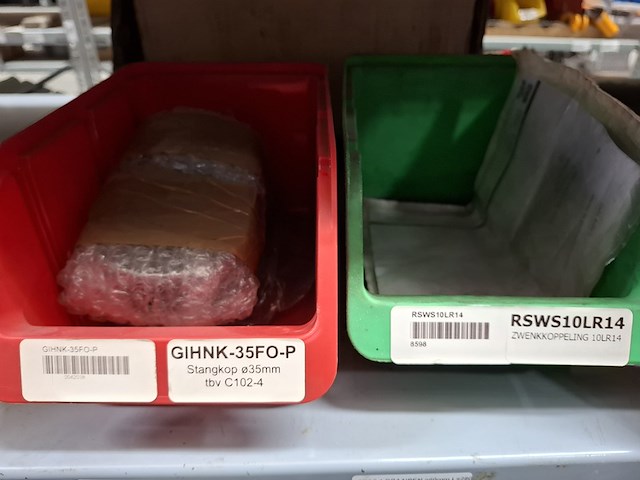 GIHNK-35FO-P
GIHNK-35FO-P
Stangkop ø35mm
tbv C102-4
RSWS10LR14
8598
RSWS10LR14
ZWENKKOPPELING 10LR14